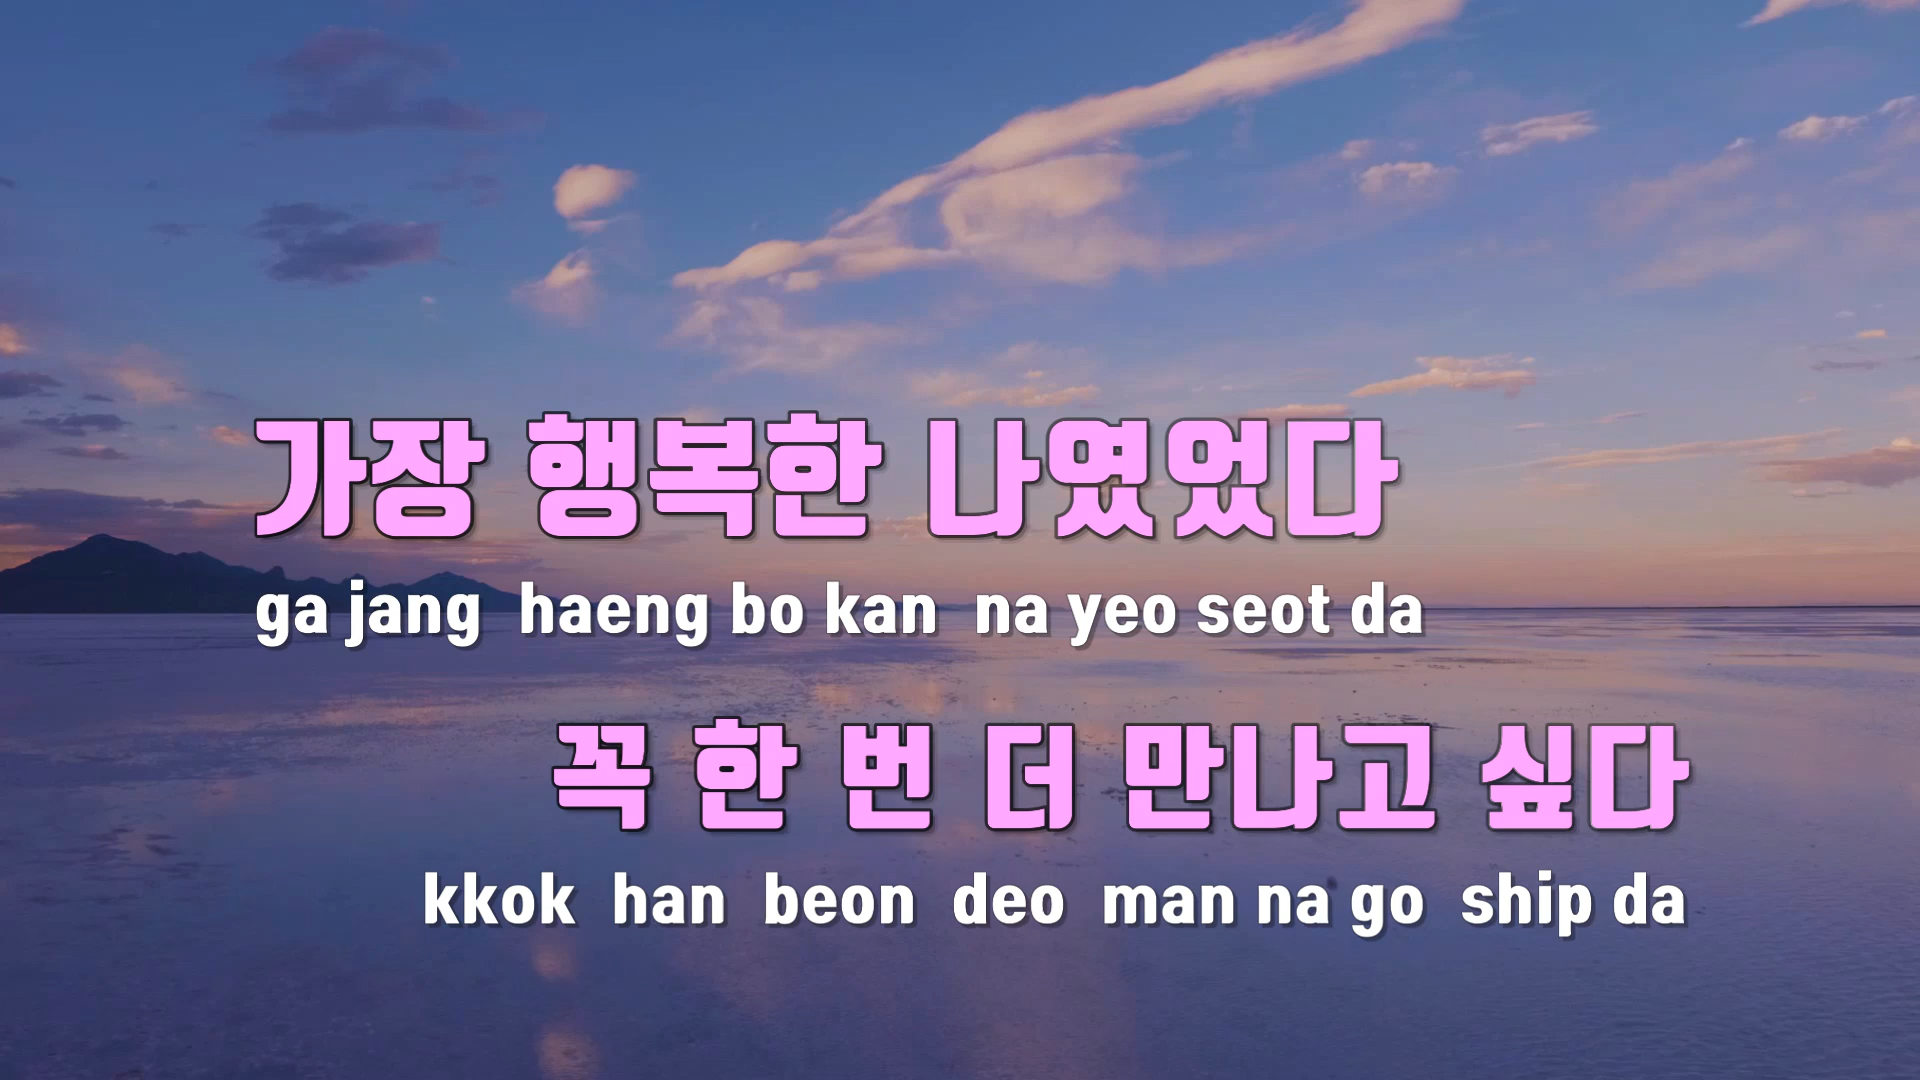 가장 행복한 나였었다
ga jang haeng bo kan na yeo seot da
꼭 한 번 더 만나고 싶다
kkok han beon deo man na go ship da